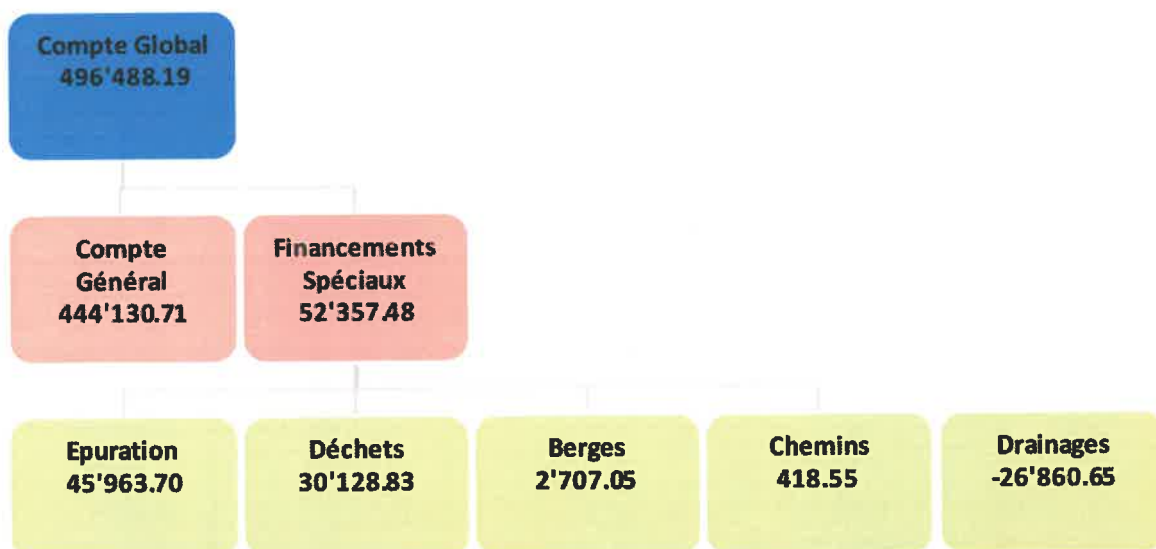 Compte Global
496'488.19
Compte
Général
444'130.71
Financements
Spéciaux
52'357.48
Epuration
45'963.70
Déchets
30'128.83
Berges
2'707.05
Chemins
418.55
Drainages
-26'860.65